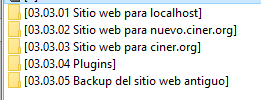 [03.03.01 Sitio web para localhost]
[03.03.02 Sitio web para nuevo.ciner.org]
[03.03.03 Sitio web para ciner.org]
[03.03.04 Plugins]
[03.03.05 Backup del sitio web antiguo]